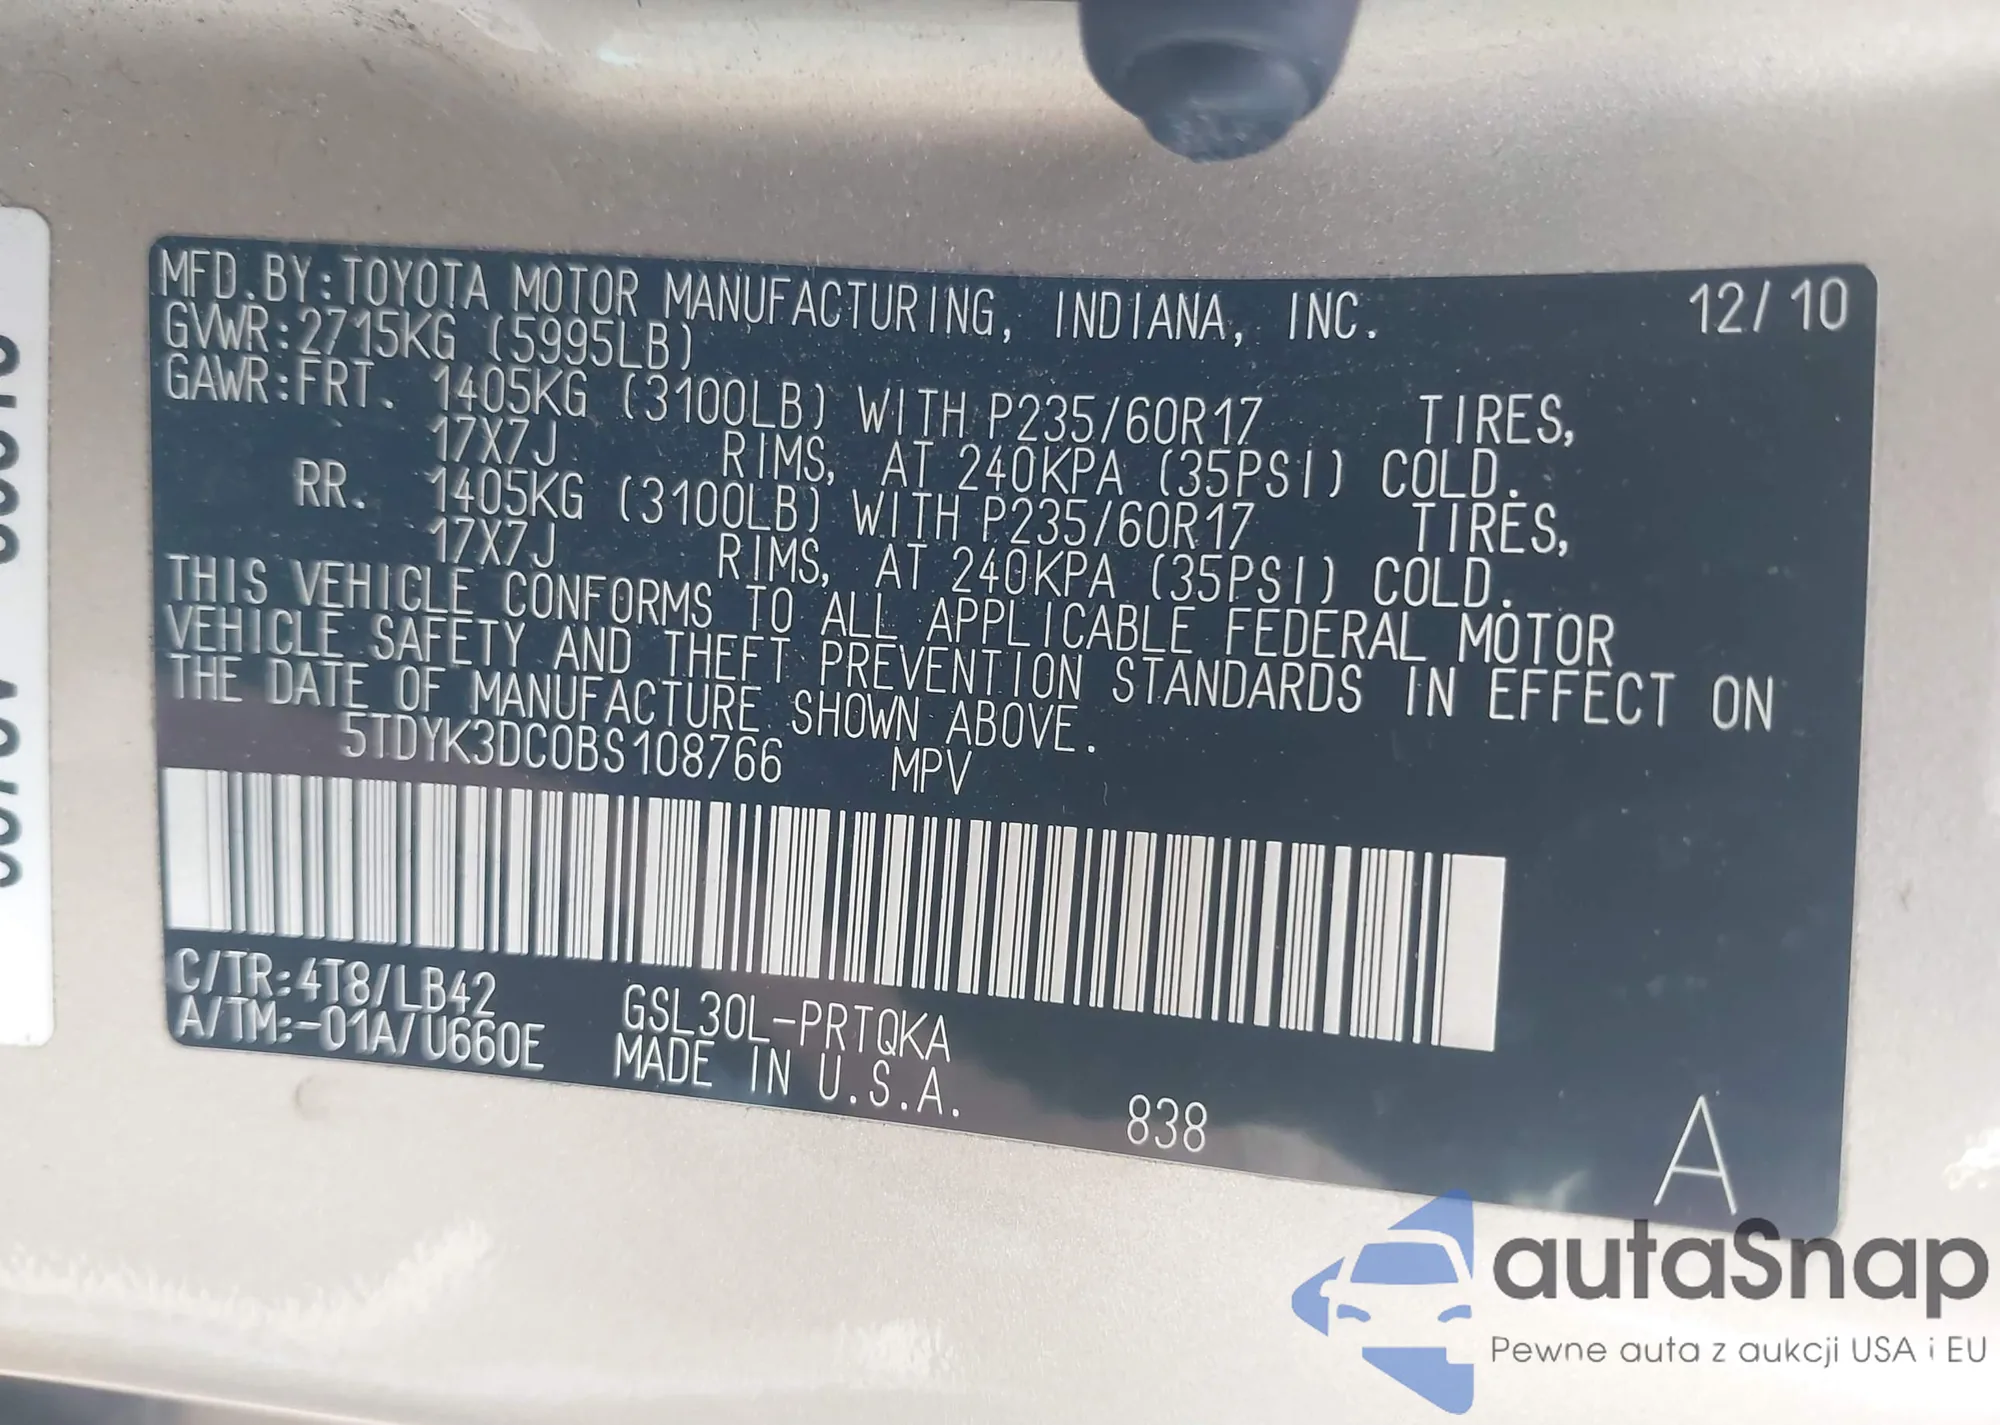 MFD.BY:TOYOTA MOTOR MANUFACTURING, INDIANA, INC. 12/10
GVWR:2715KG (5995LB)
GAWR:FRT. 1405KG (3100LB) WITH P235/60R17 TIRES,
17X7J RIMS, AT 240KPA (35PSI) COLD.
RR. 1405KG (3100LB) WITH P235/60R17 TIRES,
17X7J RIMS, AT 240KPA (35PSI) COLD.
THIS VEHICLE CONFORMS TO ALL APPLICABLE FEDERAL MOTOR
VEHICLE SAFETY AND THEFT PREVENTION STANDARDS IN EFFECT ON
THE DATE OF MANUFACTURE SHOWN ABOVE.
5TDYK3DC0BS108766 MPV
C/TR:4T8/LB42 GSL30L-PRTQKA
A/TM:-01A/U660E MADE IN U.S.A.
838 A
autaSnap
Pewne auta z aukcji USA i EU